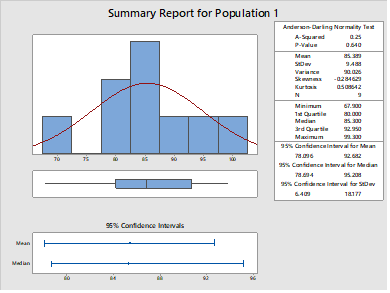 Summary Report for Population 1
Anderson-Darling Normality Test
A-Squared 0.25
P-Value 0.640
Mean 85.389
StDev 9.488
Variance 90.026
Skewness -0.284629
Kurtosis 0.508642
N 9
Minimum 67.900
1st Quartile 80.000
Median 85.300
3rd Quartile 92.950
Maximum 99.300
95% Confidence Interval for Mean
78.096 92.682
95% Confidence Interval for Median
78.694 95.208
95% Confidence Interval for StDev
6.409 18.177
70 75 80 85 90 95 100
95% Confidence Intervals
Mean
Median
80 84 88 92 96